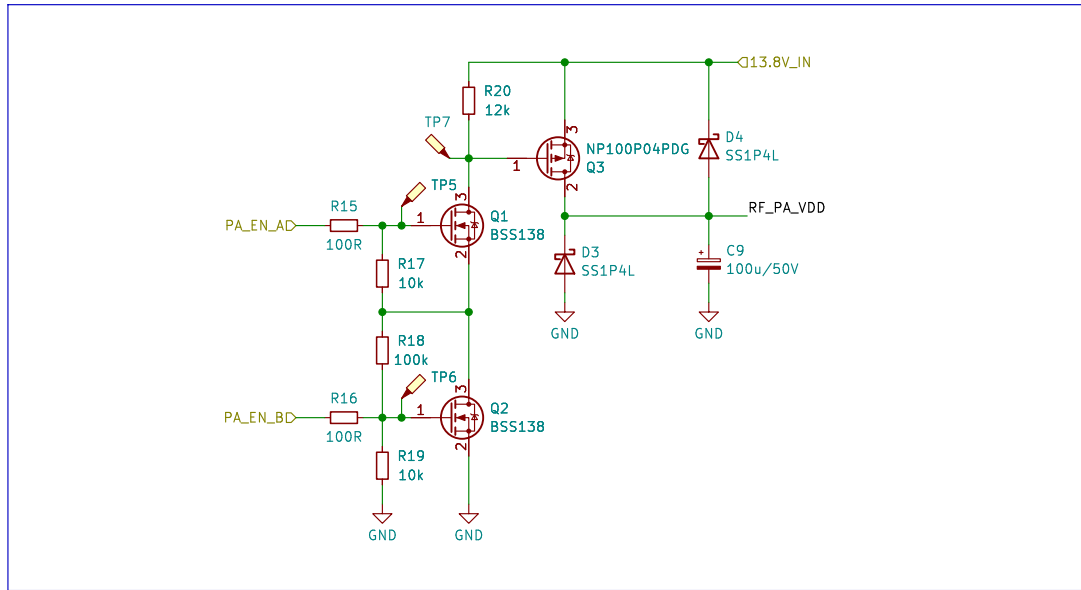 13.8V_IN
R20
12k
TP7
3
NP100P04PDG
Q3
1
2
D4
SS1P4L
TP5
3
R15
PA_EN_A
100R
1
Q1
BSS138
2
RF_PA_VDD
R17
10k
D3
SS1P4L
+
C9
100u/50V
GND
GND
R18
100k
TP6
3
R16
PA_EN_B
100R
1
Q2
BSS138
2
R19
10k
GND
GND